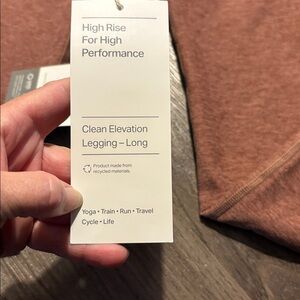 High Rise
For High
Performance
Clean Elevation
Legging – Long
Product made from
recycled materials
Yoga • Train • Run • Travel
Cycle • Life